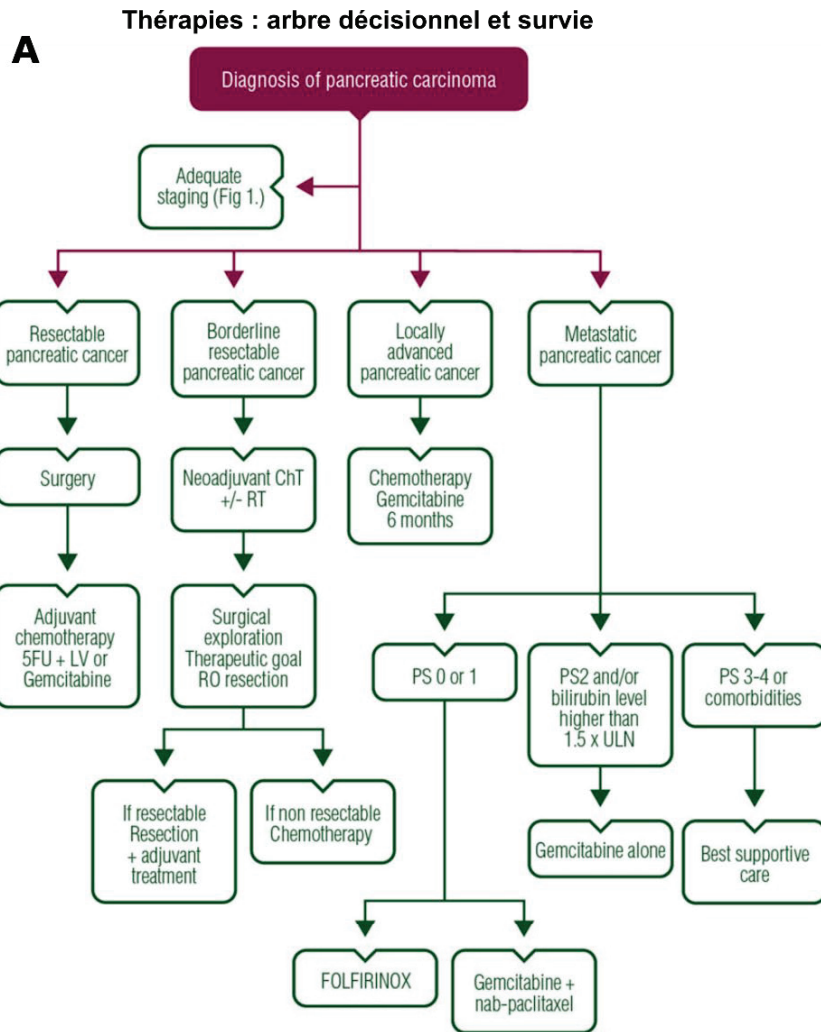 Thérapies : arbre décisionnel et survie
A
Diagnosis of pancreatic carcinoma
Adequate
staging (Fig 1.)
Resectable
pancreatic cancer
Borderline
resectable
pancreatic cancer
Locally
advanced
pancreatic cancer
Metastatic
pancreatic cancer
Surgery
Neoadjuvant ChT
+/- RT
Chemotherapy
Gemcitabine
6 months
Adjuvant
chemotherapy
5FU + LV or
Gemcitabine
Surgical
exploration
Therapeutic goal
RO resection
PS 0 or 1
PS2 and/or
bilirubin level
higher than
1.5 x ULN
PS 3-4 or
comorbidities
If resectable
Resection
+ adjuvant
treatment
If non resectable
Chemotherapy
Gemcitabine alone
Best supportive
care
FOLFIRINOX
Gemcitabine +
nab-paclitaxel